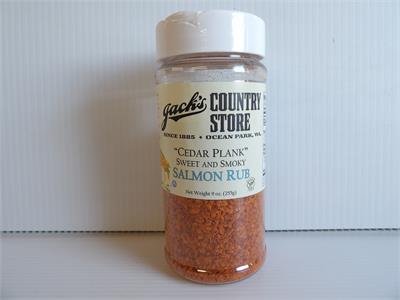 Jack's COUNTRY
STORE
SINCE 1885 • OCEAN PARK, WA.
"CEDAR PLANK"
SWEET AND SMOKY
SALMON RUB
Net Weight 9 oz. (255g)